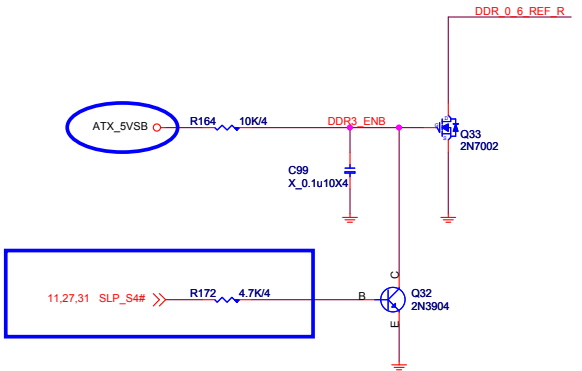 DDR_0_6_REF_R
ATX_5VSB R164 10K/4 DDR3_ENB
Q33
2N7002
C99
X_0.1u10X4
C
11,27,31 SLP_S4# R172 4.7K/4 B Q32
2N3904
E